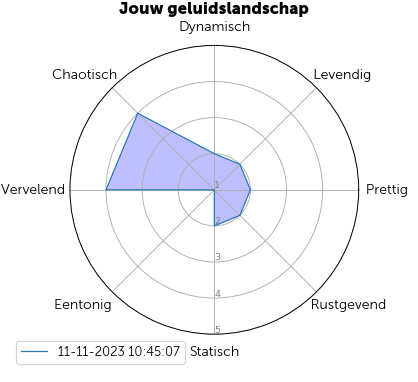 Jouw geluidslandschap
Dynamisch
Chaotisch
Levendig
Vervelend
1
Prettig
2
3
Eentonig
4
Rustgevend
5
11-11-2023 10:45:07
Statisch